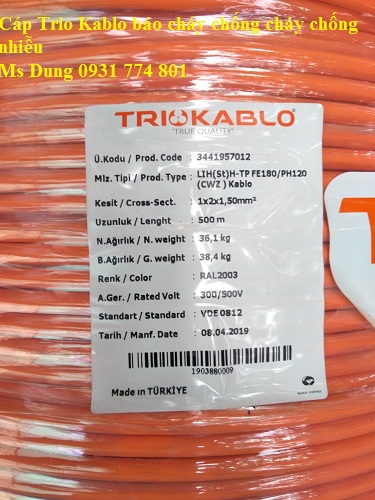 Cáp Trio Kablo báo cháy chống cháy chống
nhiễu
Ms Dung 0931 774 801
TRIOKABLO
"TRUE QUALITY"
Ü.Kodu / Prod. Code : 3441957012
Mlz. Tipi / Prod. Type : LIH(St)H-TP FE180/PH120
(CWZ ) Kablo
Kesit / Cross-Sect. : 1x2x1,50mm²
Uzunluk / Lenght : 500 m
N.Ağırlık / N. weight : 36,1 kg
B.Ağırlık / G. weight : 38,4 kg
Renk / Color : RAL2003
A.Ger. / Rated Volt : 300/500V
Standart / Standard : VDE 0812
Tarih / Manf. Date : 08.04.2019
1903880009
Made in TÜRKİYE